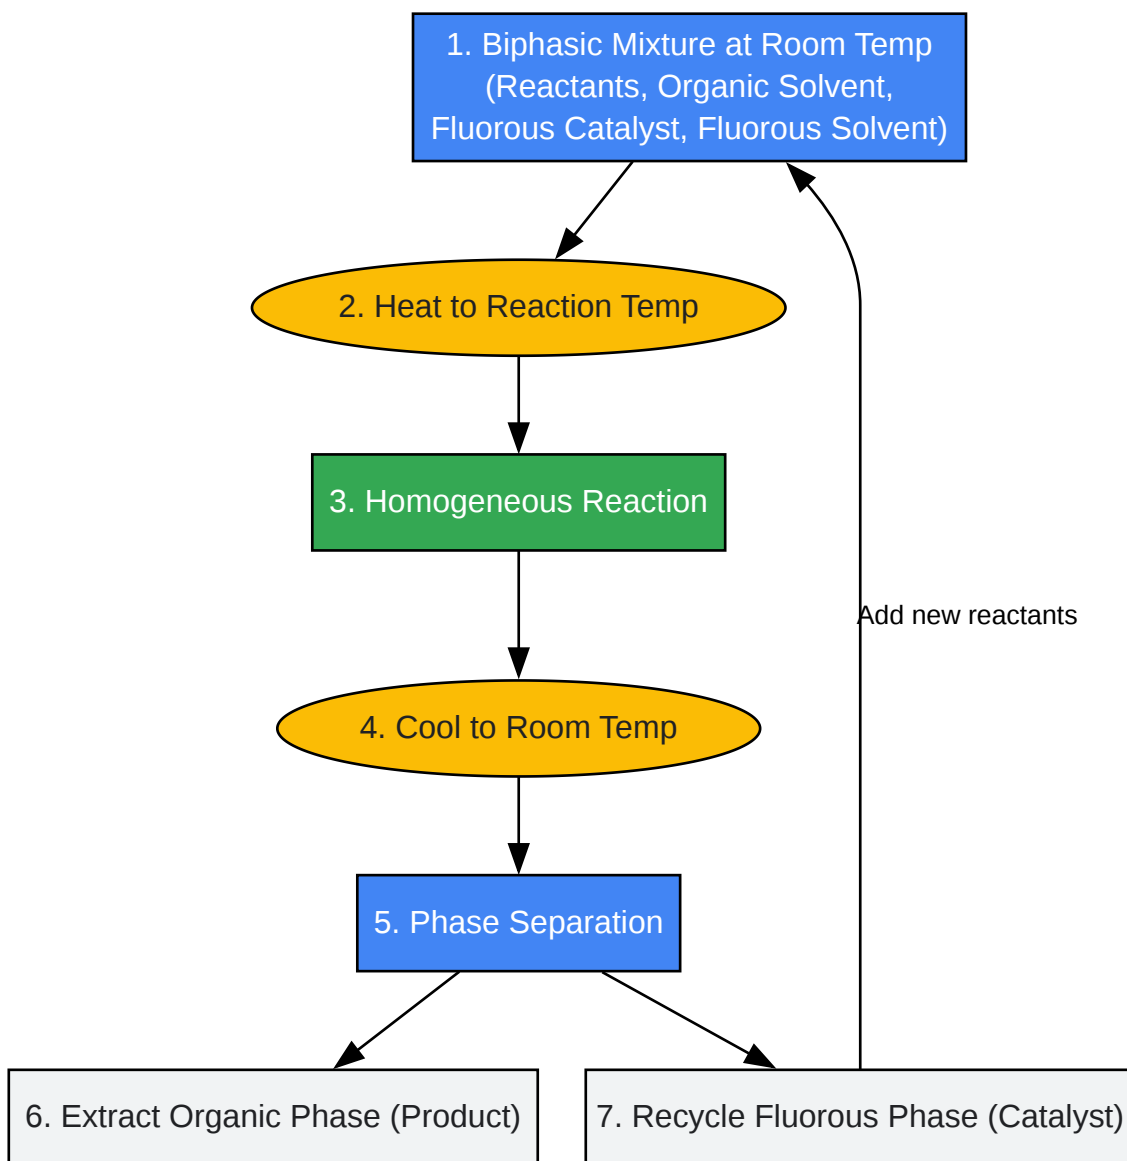 1. Biphasic Mixture at Room Temp
(Reactants, Organic Solvent,
Fluorous Catalyst, Fluorous Solvent)
2. Heat to Reaction Temp
3. Homogeneous Reaction
Add new reactants
4. Cool to Room Temp
5. Phase Separation
6. Extract Organic Phase (Product)
7. Recycle Fluorous Phase (Catalyst)